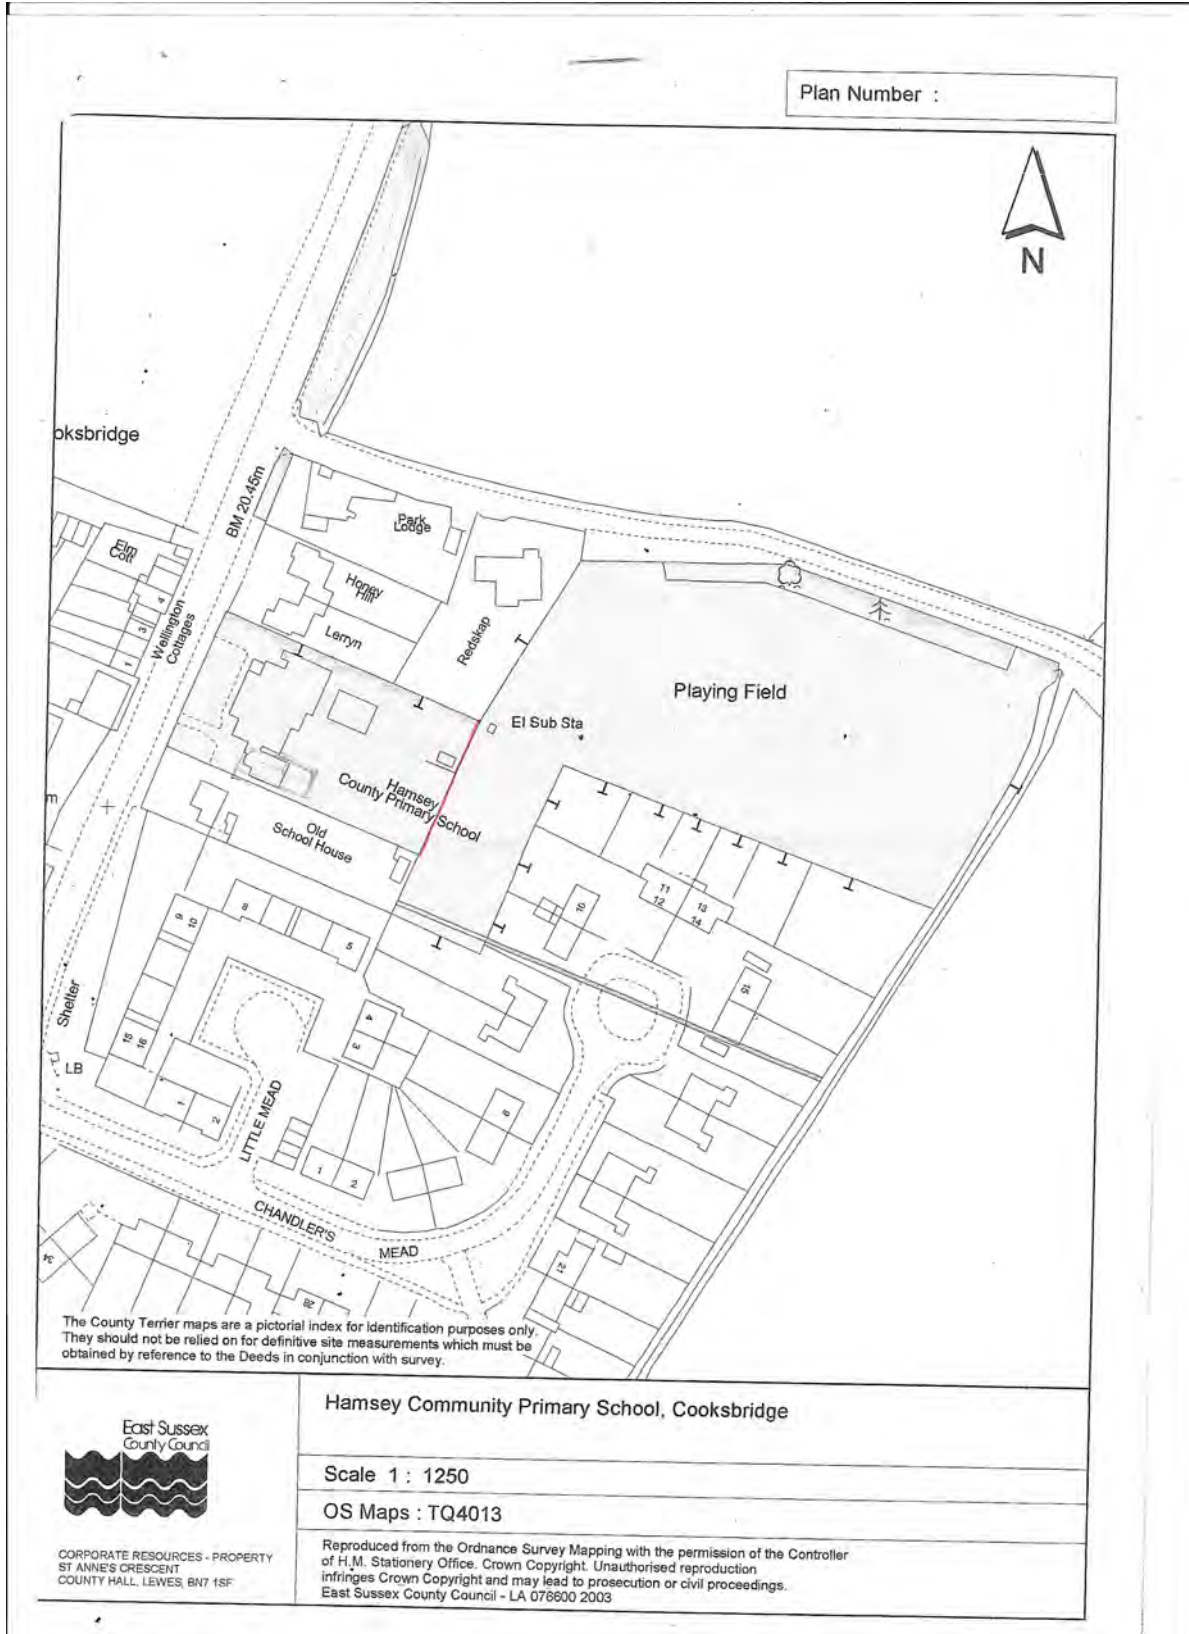 Plan Number :
N
oksbridge
BM 20.45m
Park
Lodge
Elm
Cott
Honey
Hill
4
3
1
Wellington
Cottages
Lerryn
Redskap
Playing Field
El Sub Sta
Hamsey
County Primary School
m
Old
School House
11
12
13
14
10
9
10
8
5
15
Shelter
4
3
15
16
LB
1
2
LITTLE MEAD
8
1
2
CHANDLER'S
MEAD
34
21
28
The County Terrier maps are a pictorial index for identification purposes only.
They should not be relied on for definitive site measurements which must be
obtained by reference to the Deeds in conjunction with survey.
East Sussex
County Council
Hamsey Community Primary School, Cooksbridge
Scale 1 : 1250
OS Maps : TQ4013
CORPORATE RESOURCES - PROPERTY
ST ANNE'S CRESCENT
COUNTY HALL, LEWES, BN7 1SF
Reproduced from the Ordnance Survey Mapping with the permission of the Controller
of H.M. Stationery Office. Crown Copyright. Unauthorised reproduction
infringes Crown Copyright and may lead to prosecution or civil proceedings.
East Sussex County Council - LA 076600 2003